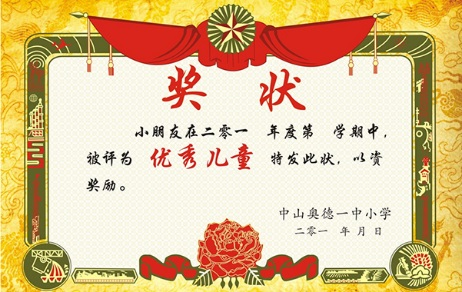 奖 状
小朋友在二零一 年度第 学期中，
被评为 优秀儿童 特发此状，以资
奖励。
中山奥德一中小学
二零一 年 月 日